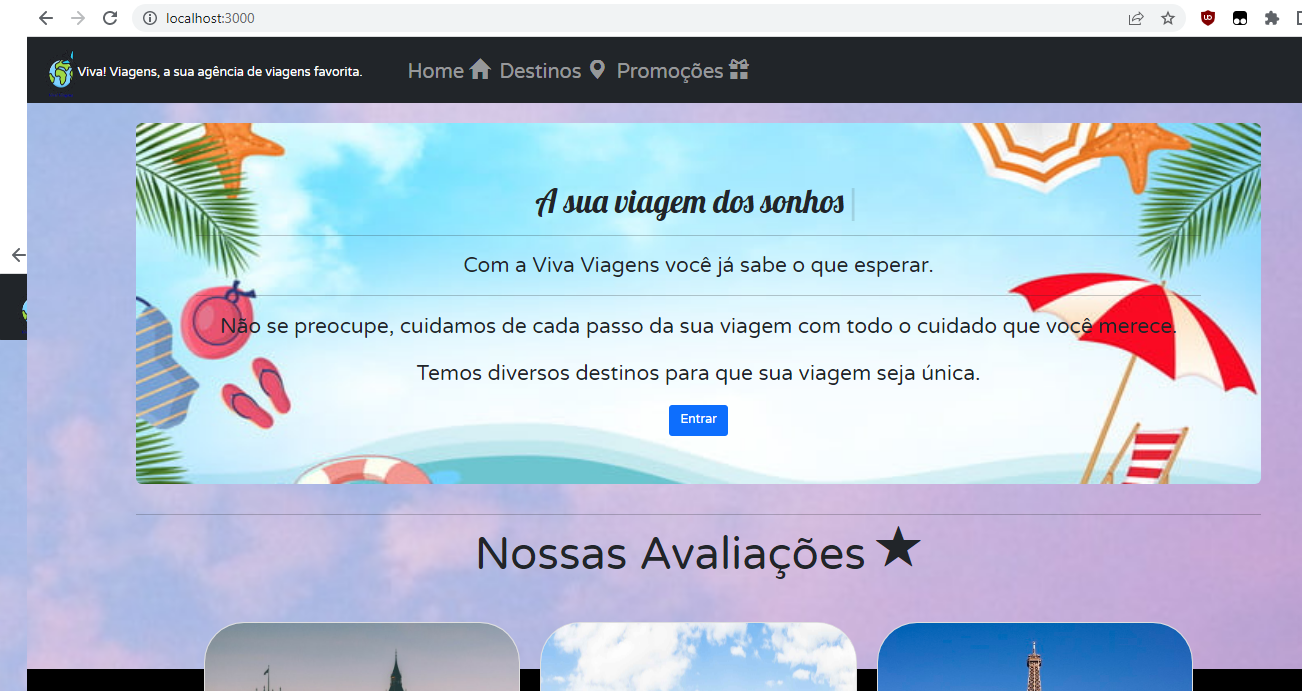 localhost:3000
Viva! Viagens, a sua agência de viagens favorita.
Home Destinos Promoções
A sua viagem dos sonhos
Com a Viva Viagens você já sabe o que esperar.
Não se preocupe, cuidamos de cada passo da sua viagem com todo o cuidado que você merece.
Temos diversos destinos para que sua viagem seja única.
Entrar
Nossas Avaliações